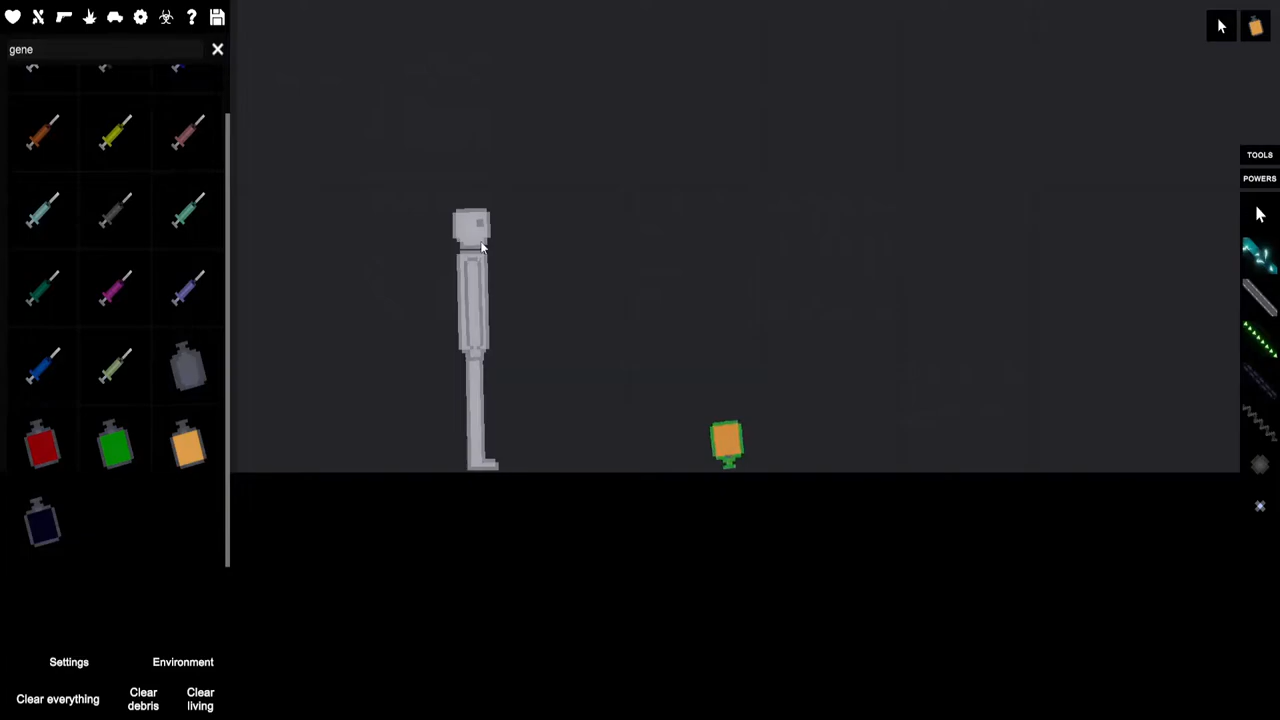 gene
TOOLS
POWERS
Settings
Environment
Clear everything
Clear
debris
Clear
living